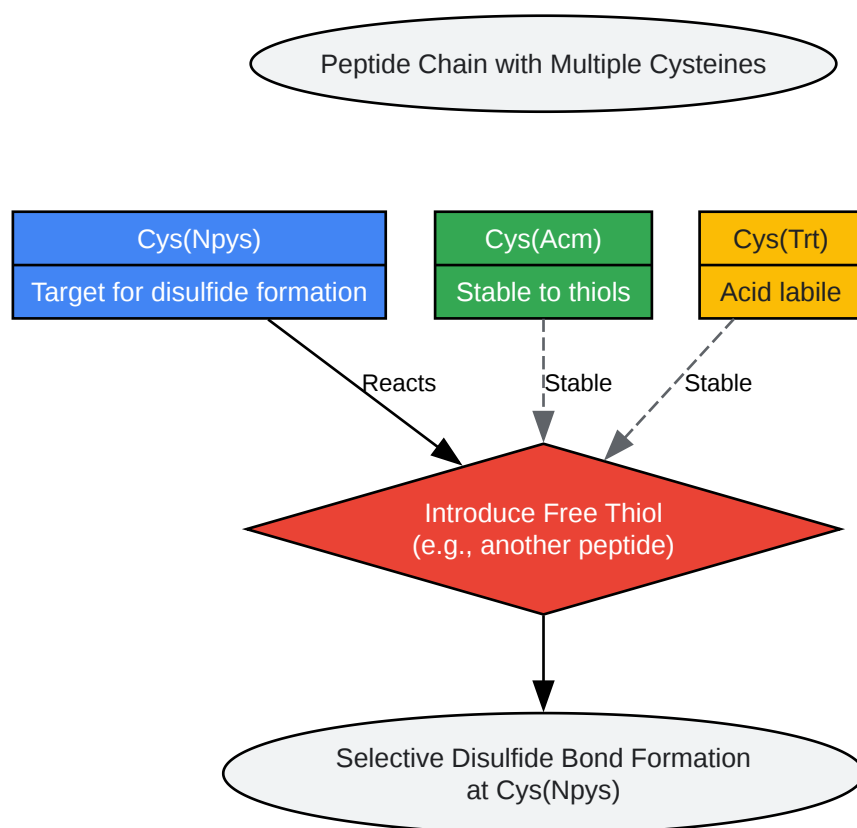 Peptide Chain with Multiple Cysteines
Cys(Npys)
Target for disulfide formation
Cys(Acm)
Stable to thiols
Cys(Trt)
Acid labile
Reacts
Stable
Stable
Introduce Free Thiol
(e.g., another peptide)
Selective Disulfide Bond Formation
at Cys(Npys)